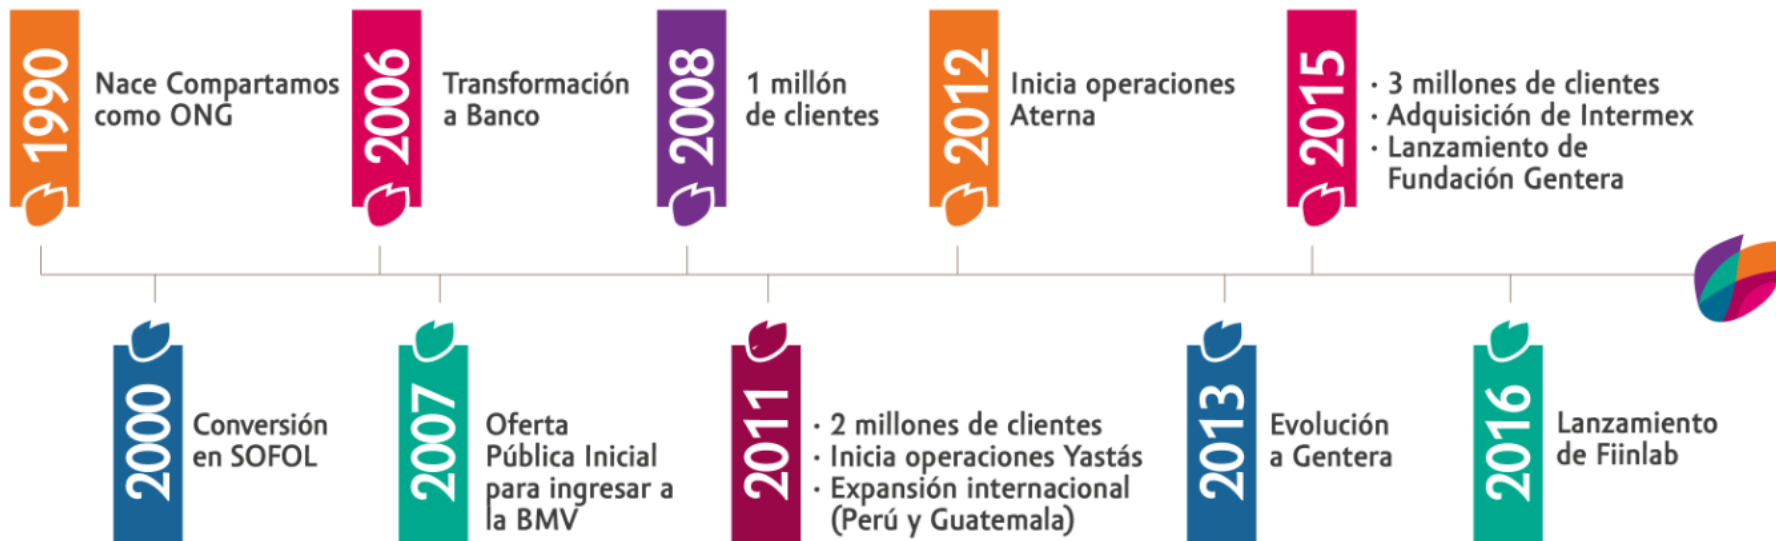 1990
Nace Compartamos
como ONG
2006
Transformación
a Banco
2008
1 millón
de clientes
2012
Inicia operaciones
Aterna
2015
· 3 millones de clientes
· Adquisición de Intermex
· Lanzamiento de
Fundación Gentera
2000
Conversión
en SOFOL
2007
Oferta
Pública Inicial
para ingresar a
la BMV
2011
· 2 millones de clientes
· Inicia operaciones Yastás
· Expansión internacional
(Perú y Guatemala)
2013
Evolución
a Gentera
2016
Lanzamiento
de Fiinlab